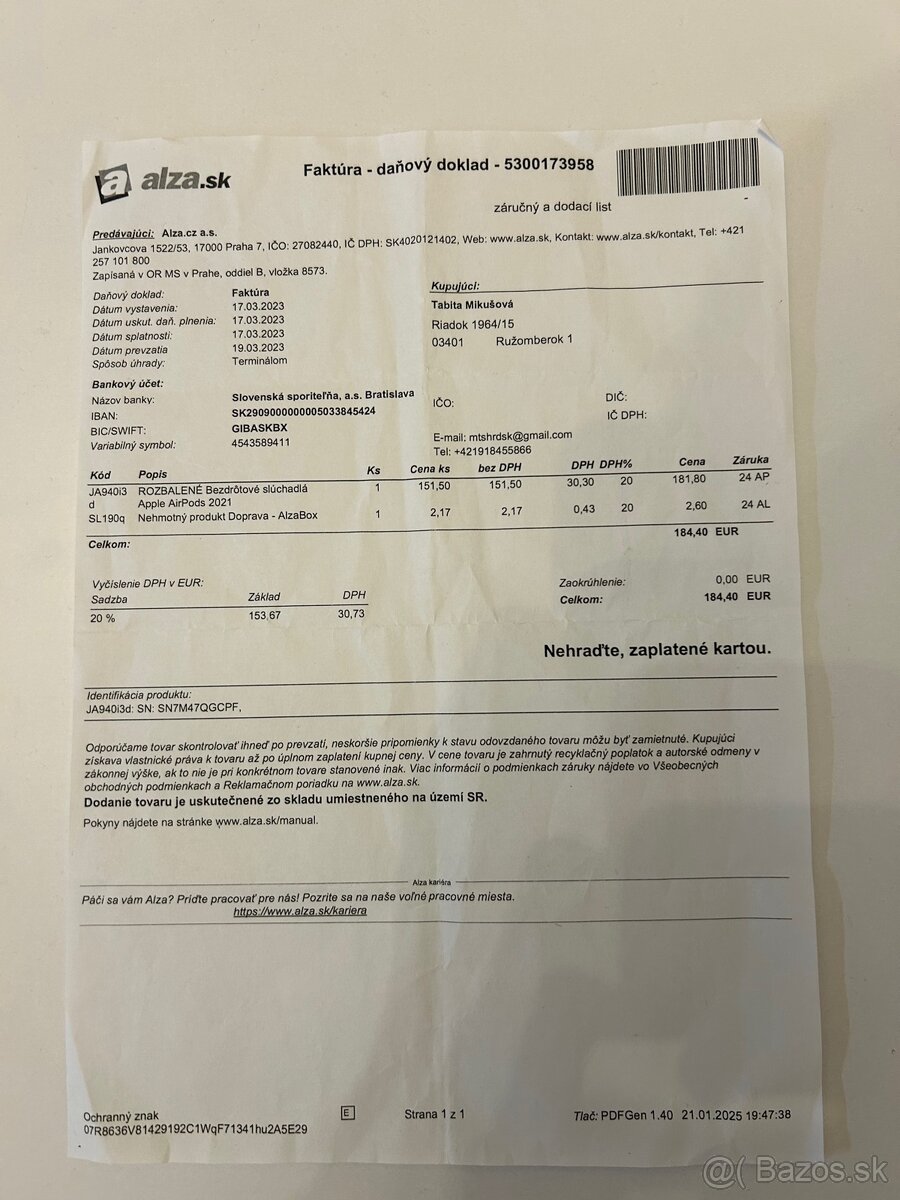 alza.sk
Faktúra - daňový doklad - 5300173958
záručný a dodací list
Predávajúci: Alza.cz a.s.
Jankovcova 1522/53, 17000 Praha 7, IČO: 27082440, IČ DPH: SK4020121402, Web: www.alza.sk, Kontakt: www.alza.sk/kontakt, Tel: +421
257 101 800
Zapísaná v OR MS v Prahe, oddiel B, vložka 8573.
Daňový doklad: Faktúra
Dátum vystavenia: 17.03.2023
Dátum uskut. daň. plnenia: 17.03.2023
Dátum splatnosti: 17.03.2023
Dátum prevzatia 19.03.2023
Spôsob úhrady: Terminálom
Kupujúci:
Tabita Mikušová
Riadok 1964/15
03401 Ružomberok 1
Bankový účet:
Názov banky: Slovenská sporiteľňa, a.s. Bratislava
IBAN: SK2909000000005033845424
BIC/SWIFT: GIBASKBX
Variabilný symbol: 4543589411
IČO: DIČ:
IČ DPH:
E-mail: mtshrdsk@gmail.com
Tel: +421918455866
Kód Popis Ks Cena ks bez DPH DPH DPH% Cena Záruka
JA940i3 ROZBALENÉ Bezdrôtové slúchadlá 1 151,50 151,50 30,30 20 181,80 24 AP
d Apple AirPods 2021
SL190q Nehmotný produkt Doprava - AlzaBox 1 2,17 2,17 0,43 20 2,60 24 AL
Celkom: 184,40 EUR
Vyčíslenie DPH v EUR:
Sadzba Základ DPH
20 % 153,67 30,73
Zaokrúhlenie: 0,00 EUR
Celkom: 184,40 EUR
Nehraďte, zaplatené kartou.
Identifikácia produktu:
JA940i3d: SN: SN7M47QGCPF,
Odporúčame tovar skontrolovať ihneď po prevzatí, neskoršie pripomienky k stavu odovzdaného tovaru môžu byť zamietnuté. Kupujúci
získava vlastnické práva k tovaru až po úplnom zaplatení kupnej ceny. V cene tovaru je zahrnutý recyklačný poplatok a autorské odmeny v
zákonnej výške, ak to nie je pri konkrétnom tovare stanovené inak. Viac informácií o podmienkach záruky nájdete vo Všeobecných
obchodných podmienkach a Reklamačnom poriadku na www.alza.sk.
Dodanie tovaru je uskutečnené zo skladu umiestneného na území SR.
Pokyny nájdete na stránke www.alza.sk/manual.
Alza kariéra
Páči sa vám Alza? Príďte pracovať pre nás! Pozrite sa na naše voľné pracovné miesta.
https://www.alza.sk/kariera
Ochranný znak
07R8636V81429192C1WqF71341hu2A5E29
E
Strana 1 z 1
Tlač: PDFGen 1.40 21.01.2025 19:47:38
@( Bazos.sk